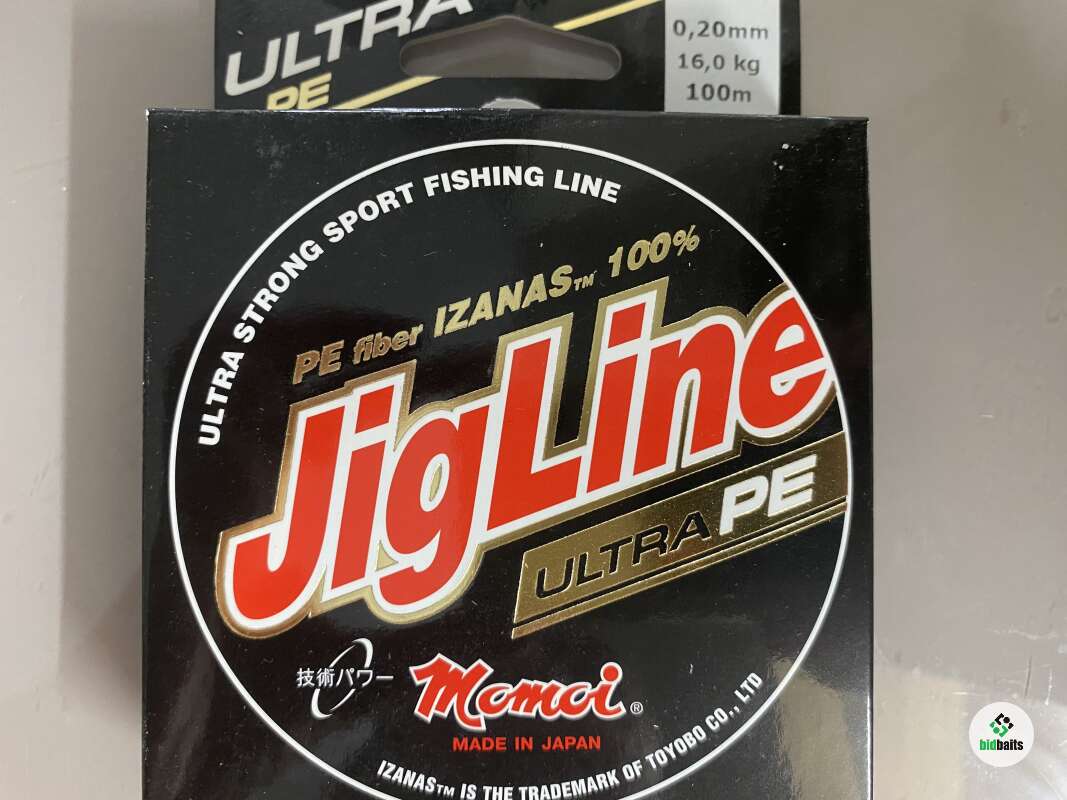 ULTRA
PE
0,20mm
16,0 kg
100m
ULTRA STRONG SPORT FISHING LINE
PE fiber IZANAS™ 100%
JigLine
ULTRA PE
技術パワー
Momoi®
MADE IN JAPAN
IZANAS™ IS THE TRADEMARK OF TOYOBO CO., LTD
bidbaits